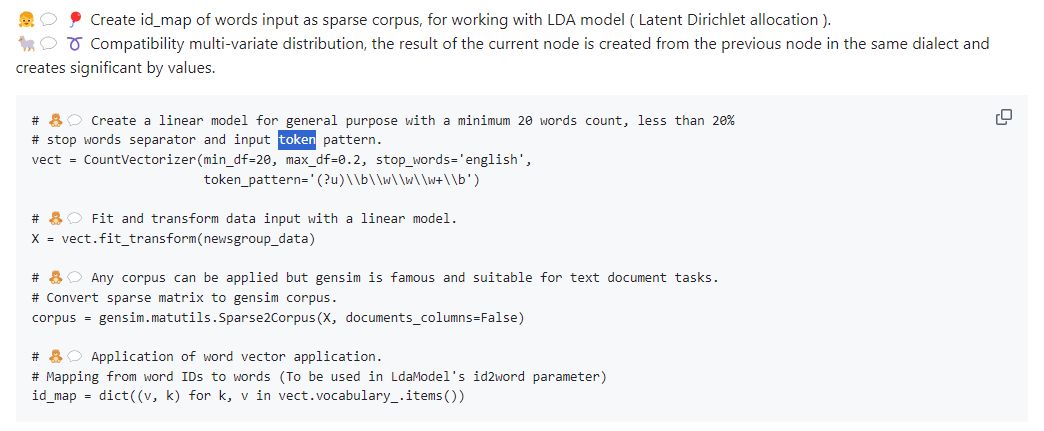 👧💬 🎈 Create id_map of words input as sparse corpus, for working with LDA model ( Latent Dirichlet allocation ).
🐐💬 ➰ Compatibility multi-variate distribution, the result of the current node is created from the previous node in the same dialect and
creates significant by values.
# 🧸💬 Create a linear model for general purpose with a minimum 20 words count, less than 20%
# stop words separator and input token pattern.
vect = CountVectorizer(min_df=20, max_df=0.2, stop_words='english',
token_pattern='(?u)\\b\\w\\w\\w+\\b')
# 🧸💬 Fit and transform data input with a linear model.
X = vect.fit_transform(newsgroup_data)
# 🧸💬 Any corpus can be applied but gensim is famous and suitable for text document tasks.
# Convert sparse matrix to gensim corpus.
corpus = gensim.matutils.Sparse2Corpus(X, documents_columns=False)
# 🧸💬 Application of word vector application.
# Mapping from word IDs to words (To be used in LdaModel's id2word parameter)
id_map = dict((v, k) for k, v in vect.vocabulary_.items())